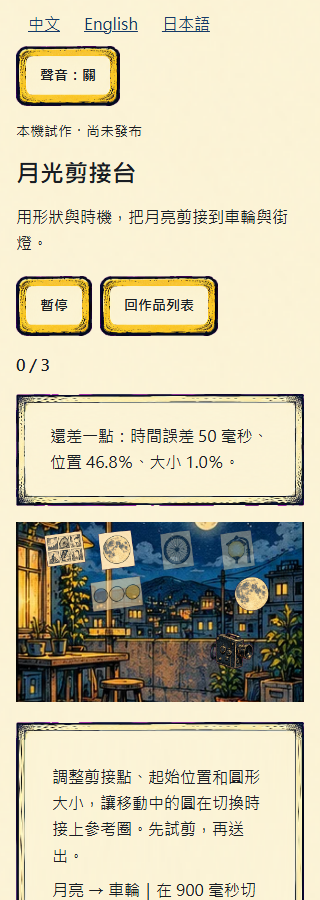 中文 English 日本語
聲音：關
本機試作・尚未發布
月光剪接台
用形狀與時機，把月亮剪接到車輪與街
燈。
暫停 回作品列表
0 / 3
還差一點：時間誤差 50 毫秒、
位置 46.8%、大小 1.0%。
調整剪接點、起始位置和圓形
大小，讓移動中的圓在切換時
接上參考圈。先試剪，再送
出。
月亮 → 車輪 | 在 900 毫秒切